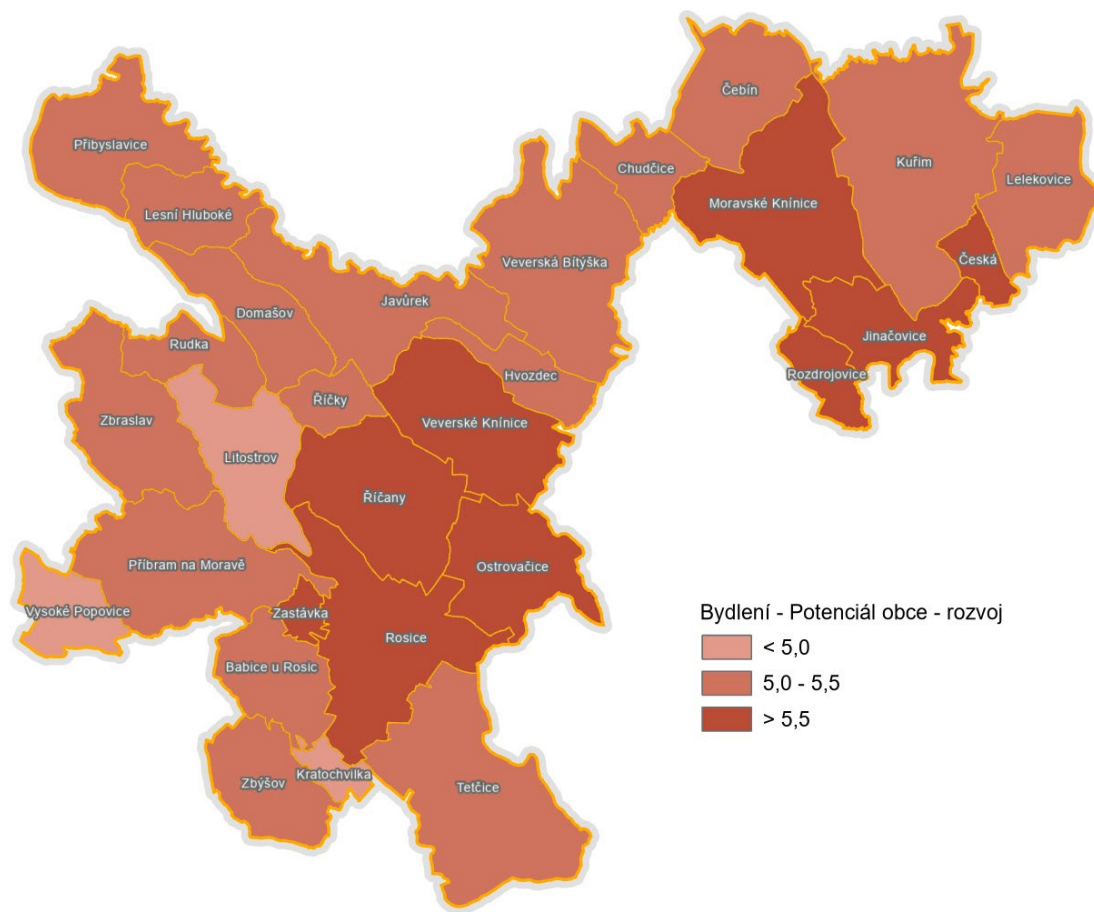 Čebín
Přibyslavice
Chudčice
Kuřim
Lelekovice
Lesní Hluboké
Moravské Knínice
Česká
Veverská Bítýška
Javůrek
Domašov
Jinačovice
Rudka
Hvozdec
Rozdrojovice
Říčky
Zbraslav
Veverské Knínice
Litostrov
Říčany
Příbram na Moravě
Ostrovačice
Vysoké Popovice
Zastávka
Rosice
Babice u Rosic
Kratochvilka
Zbýšov
Tetčice
Bydlení - Potenciál obce - rozvoj
< 5,0
5,0 - 5,5
> 5,5